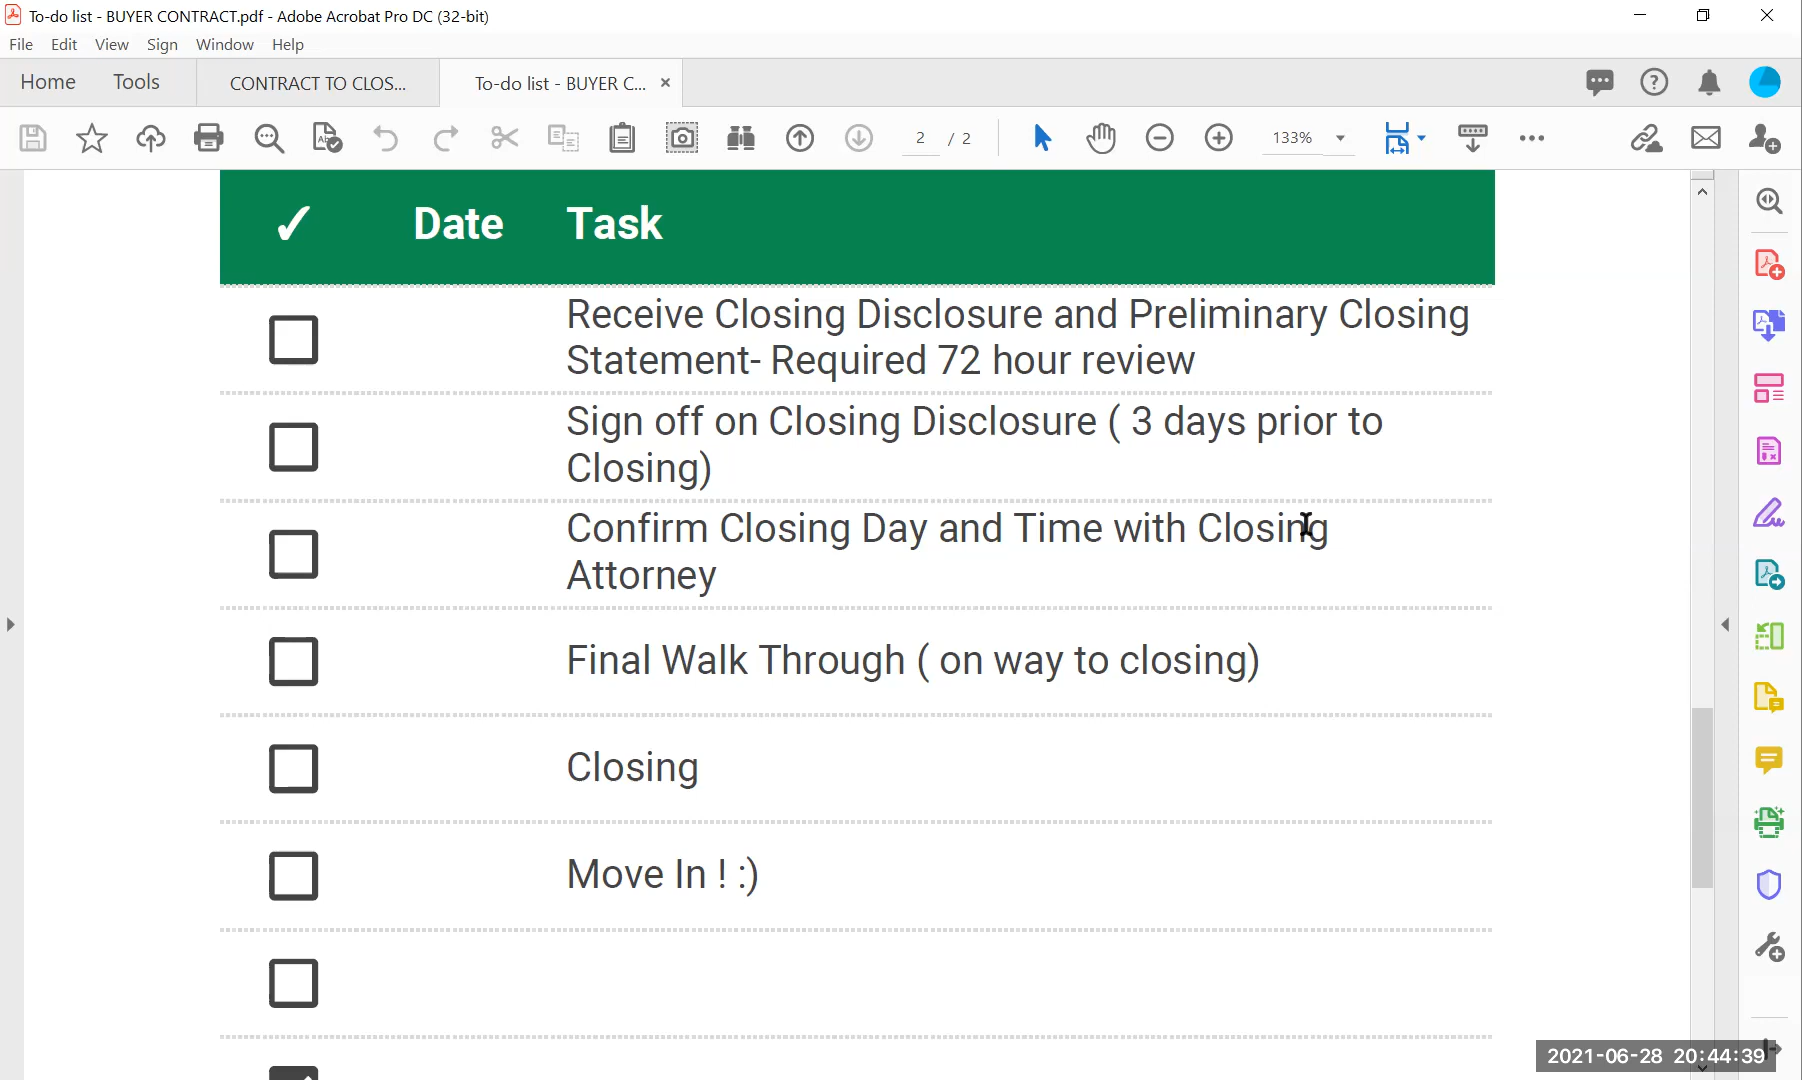 To-do list - BUYER CONTRACT.pdf - Adobe Acrobat Pro DC (32-bit)
File Edit View Sign Window Help
Home Tools CONTRACT TO CLOS... To-do list - BUYER C... ×
2 / 2 133%
✓ Date Task
Receive Closing Disclosure and Preliminary Closing
Statement- Required 72 hour review
Sign off on Closing Disclosure ( 3 days prior to
Closing)
Confirm Closing Day and Time with Closing
Attorney
Final Walk Through ( on way to closing)
Closing
Move In ! :)
2021-06-28 20:44:39